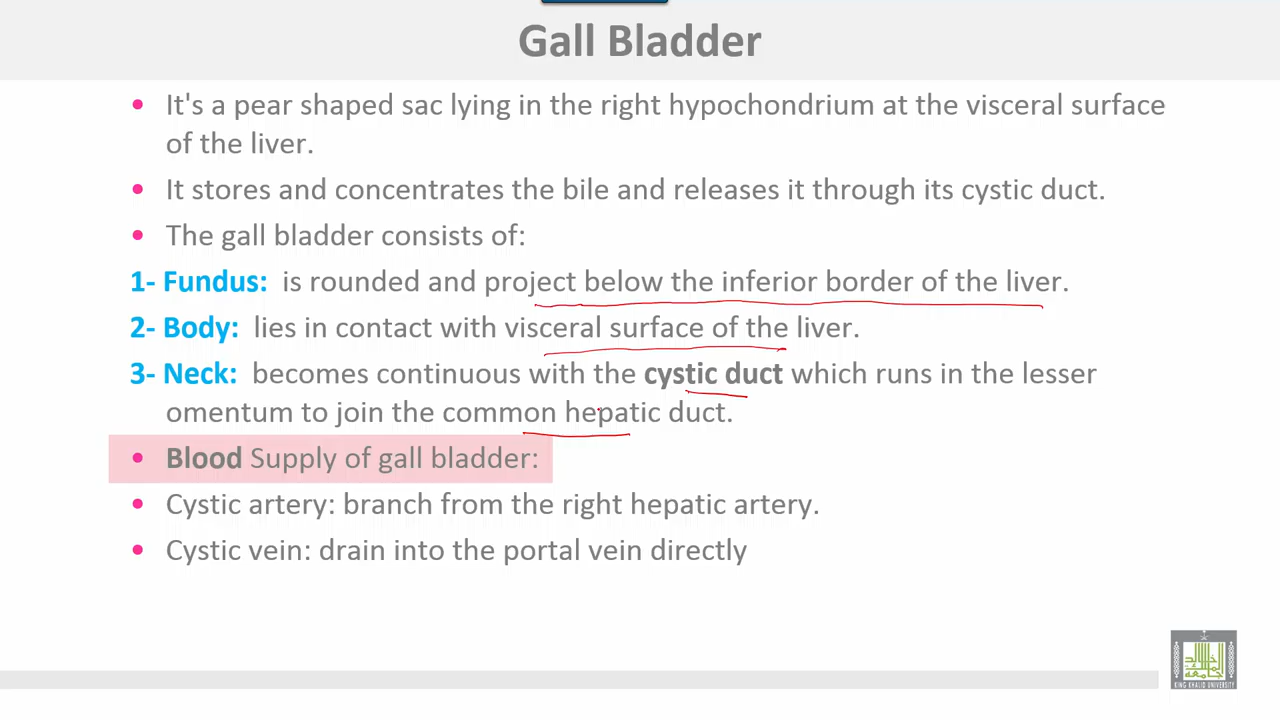 Gall Bladder
• It's a pear shaped sac lying in the right hypochondrium at the visceral surface
of the liver.
• It stores and concentrates the bile and releases it through its cystic duct.
• The gall bladder consists of:
1- Fundus: is rounded and project below the inferior border of the liver.
2- Body: lies in contact with visceral surface of the liver.
3- Neck: becomes continuous with the cystic duct which runs in the lesser
omentum to join the common hepatic duct.
• Blood Supply of gall bladder:
• Cystic artery: branch from the right hepatic artery.
• Cystic vein: drain into the portal vein directly
KING KHALID UNIVERSITY